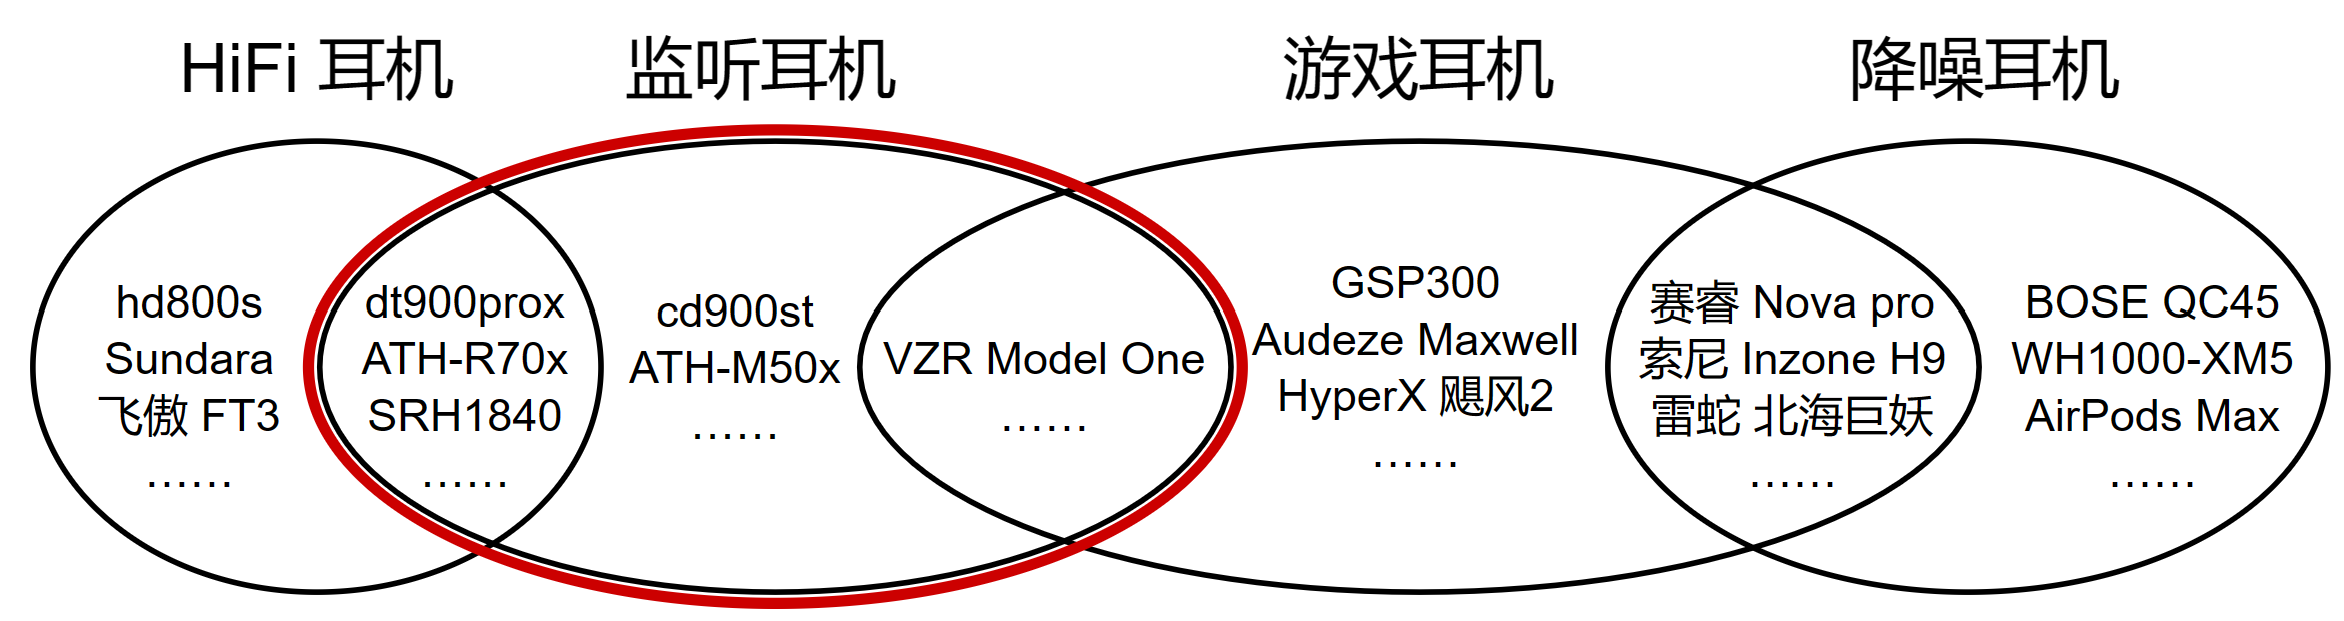 HiFi 耳机
监听耳机
游戏耳机
降噪耳机
hd800s
Sundara
飞傲 FT3
……
dt900prox
ATH-R70x
SRH1840
……
cd900st
ATH-M50x
……
VZR Model One
……
GSP300
Audeze Maxwell
HyperX 飓风2
……
赛睿 Nova pro
索尼 Inzone H9
雷蛇 北海巨妖
……
BOSE QC45
WH1000-XM5
AirPods Max
……